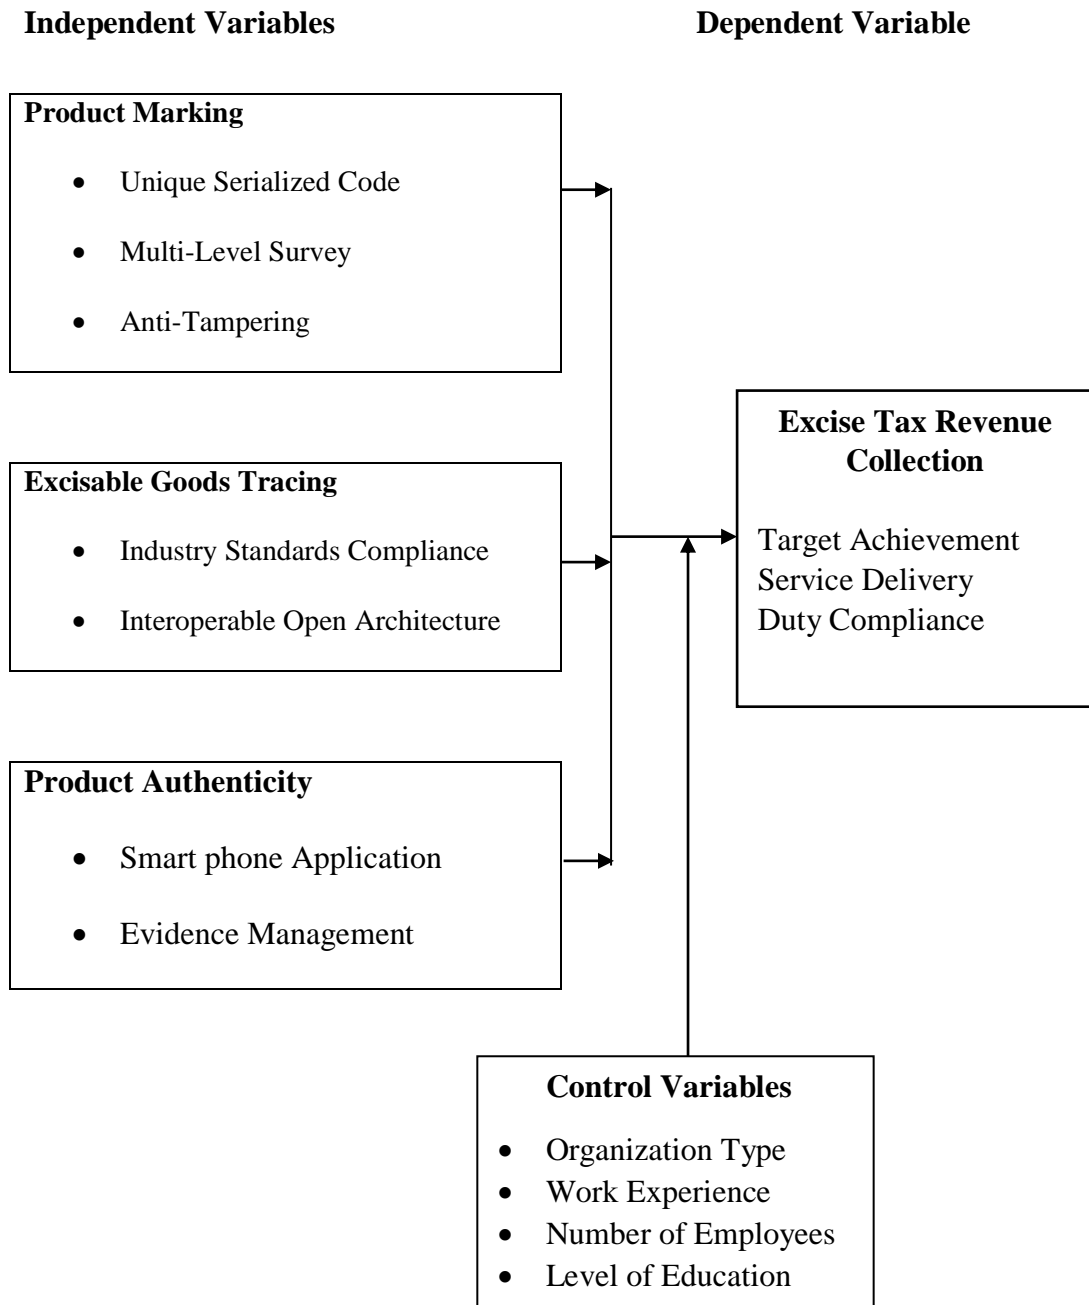 Independent Variables
Dependent Variable
Product Marking
• Unique Serialized Code
• Multi-Level Survey
• Anti-Tampering
Excisable Goods Tracing
• Industry Standards Compliance
• Interoperable Open Architecture
Product Authenticity
• Smart phone Application
• Evidence Management
Excise Tax Revenue
Collection
Target Achievement
Service Delivery
Duty Compliance
Control Variables
• Organization Type
• Work Experience
• Number of Employees
• Level of Education